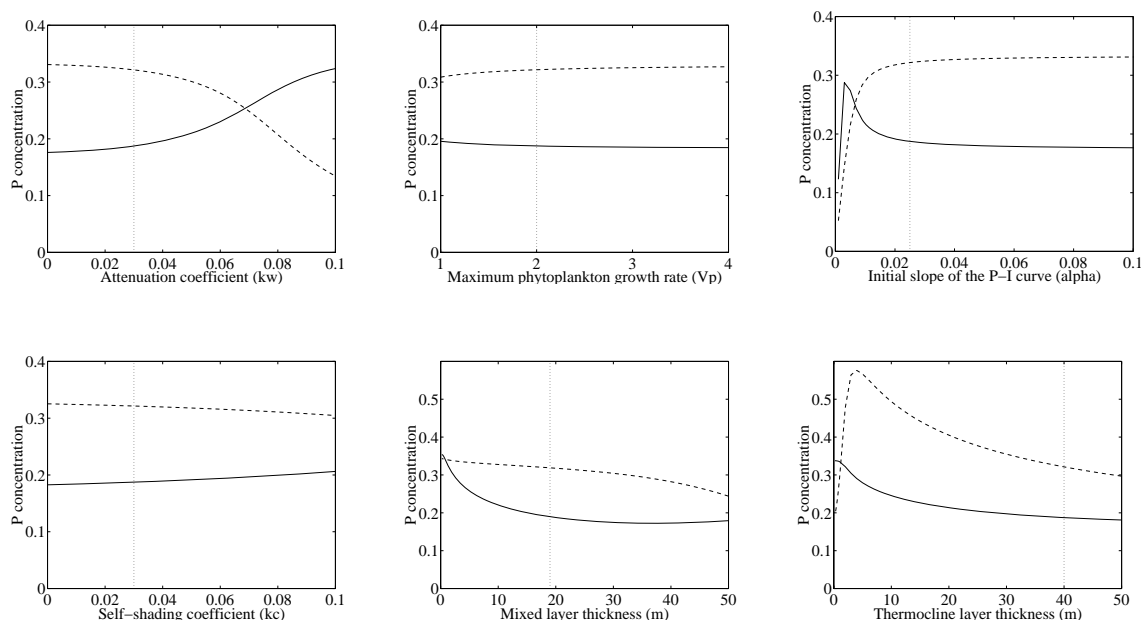 0.4 0.4 0.4
0.3 0.3 0.3
0.2 0.2 0.2
0.1 0.1 0.1
0 0 0
P concentration P concentration P concentration
0 0.02 0.04 0.06 0.08 0.1 1 2 3 4 0 0.02 0.04 0.06 0.08 0.1
Attenuation coefficient (kw) Maximum phytoplankton growth rate (Vp) Initial slope of the P−I curve (alpha)
0.4
0.3 0.5 0.5
0.2 0.4 0.4
0.1 0.3 0.3
0 0.2 0.2
0.1 0.1
0 0
P concentration P concentration P concentration
0 0.02 0.04 0.06 0.08 0.1 0 10 20 30 40 50 0 10 20 30 40 50
Self−shading coefficient (kc) Mixed layer thickness (m) Thermocline layer thickness (m)